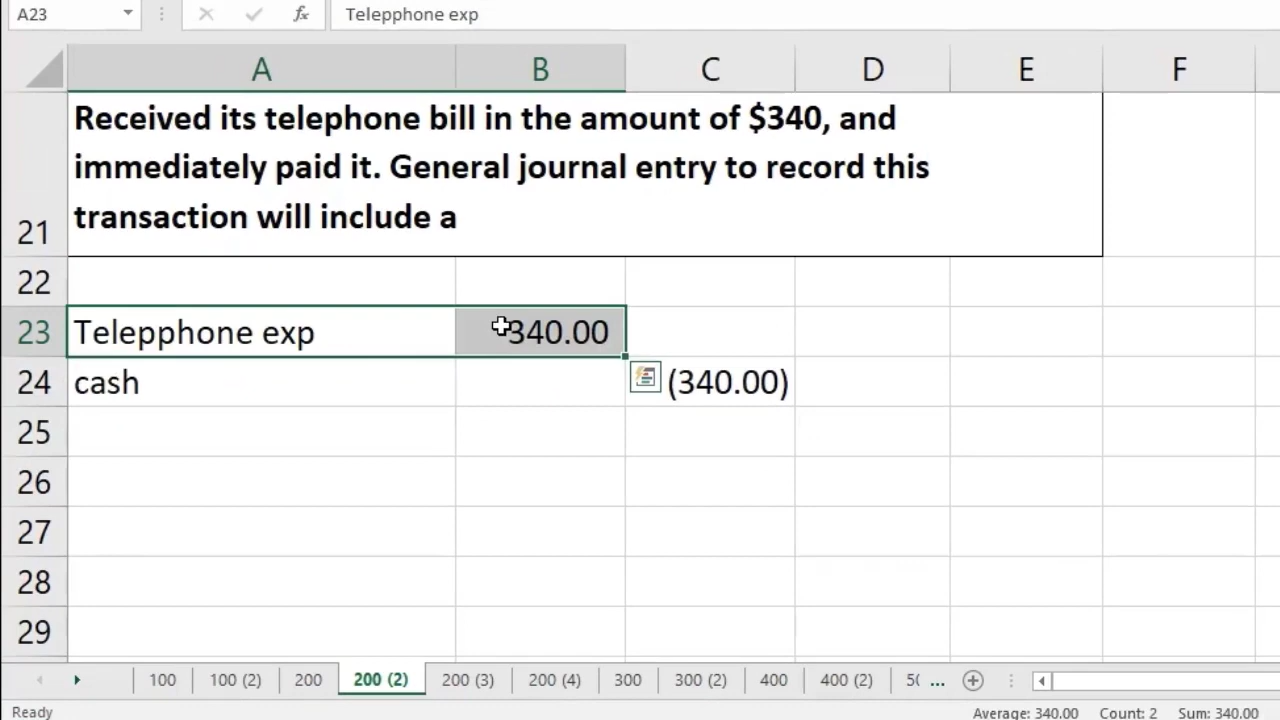 A23 fx Telepphone exp
A B C D E F
Received its telephone bill in the amount of $340, and
immediately paid it. General journal entry to record this
21 transaction will include a
22
23 Telepphone exp 340.00
24 cash (340.00)
25
26
27
28
29
100 100 (2) 200 200 (2) 200 (3) 200 (4) 300 300 (2) 400 400 (2) 5( ...
Ready Average: 340.00 Count: 2 Sum: 340.00